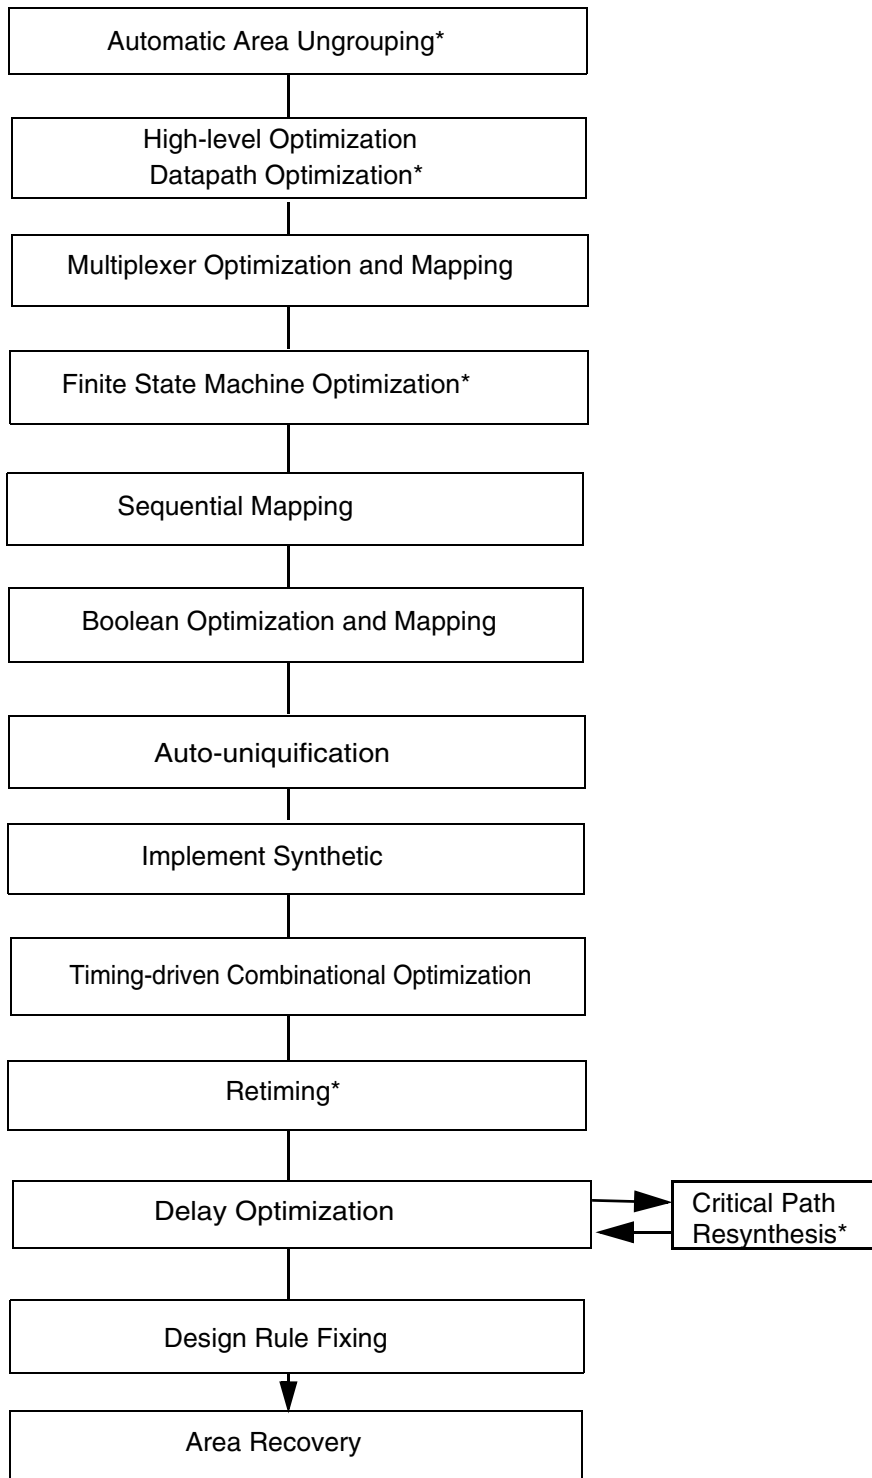 Automatic Area Ungrouping*
High-level Optimization
Datapath Optimization*
Multiplexer Optimization and Mapping
Finite State Machine Optimization*
Sequential Mapping
Boolean Optimization and Mapping
Auto-uniquification
Implement Synthetic
Timing-driven Combinational Optimization
Retiming*
Delay Optimization
Critical Path
Resynthesis*
Design Rule Fixing
Area Recovery